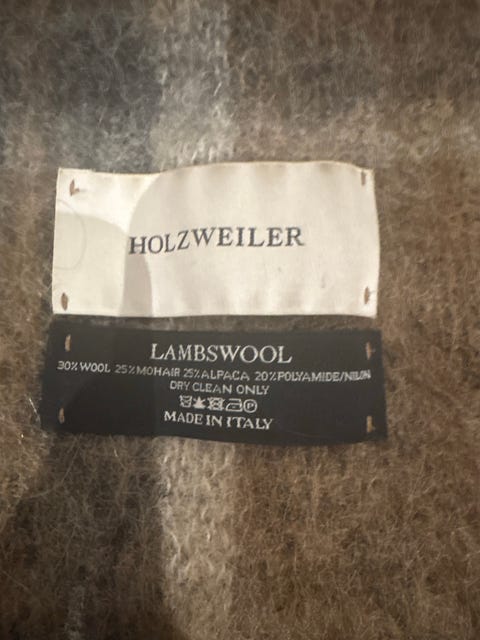 HOLZWEILER
LAMBSWOOL
30%WOOL 25%MOHAIR 25%ALPACA 20%POLYAMIDE/NILON
DRY CLEAN ONLY
MADE IN ITALY